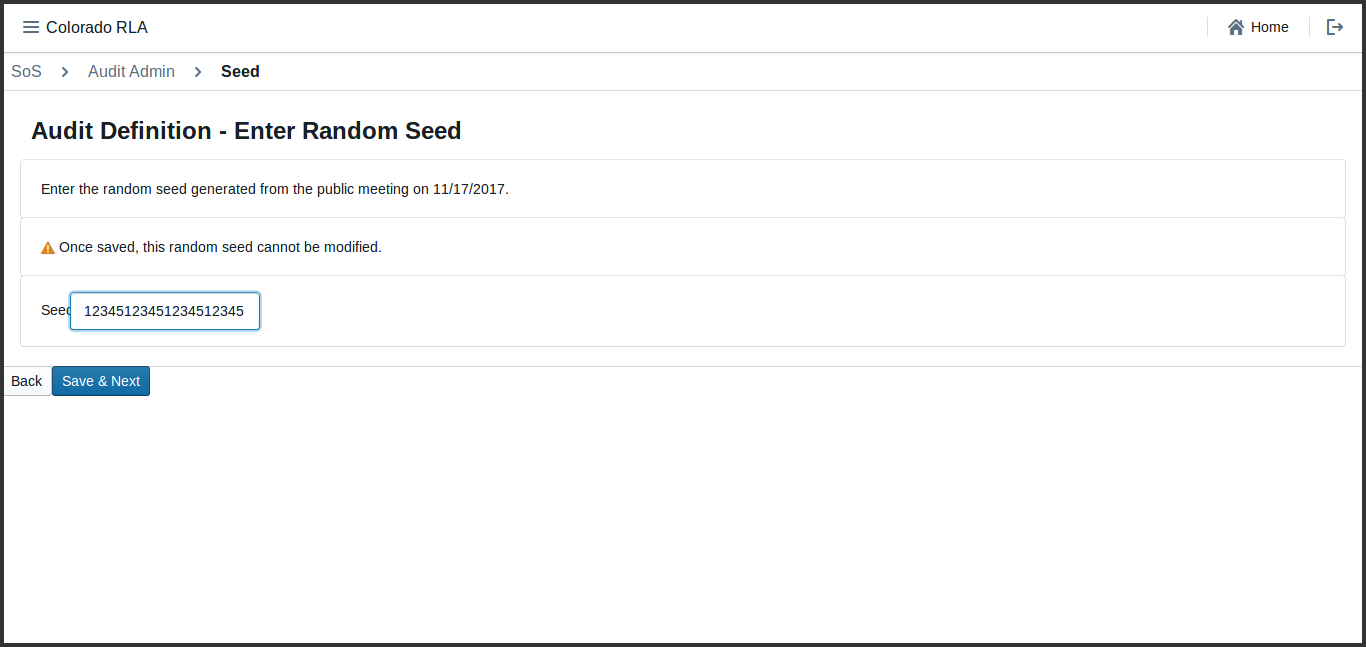 Colorado RLA
Home
SoS > Audit Admin > Seed
Audit Definition - Enter Random Seed
Enter the random seed generated from the public meeting on 11/17/2017.
Once saved, this random seed cannot be modified.
Seed 12345123451234512345
Back Save & Next